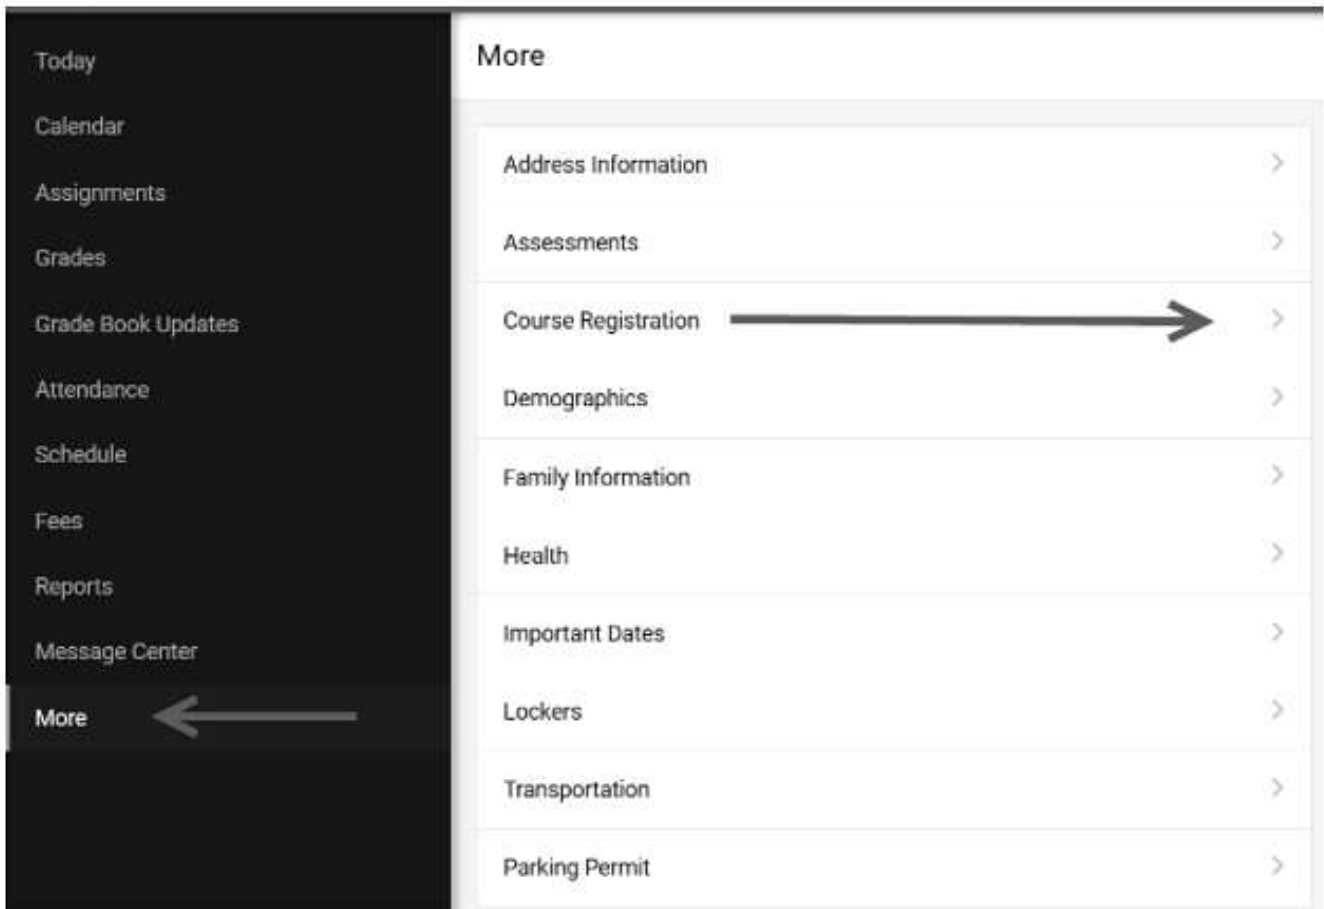 Today
Calendar
Assignments
Grades
Grade Book Updates
Attendance
Schedule
Fees
Reports
Message Center
More
More
Address Information
Assessments
Course Registration
Demographics
Family Information
Health
Important Dates
Lockers
Transportation
Parking Permit